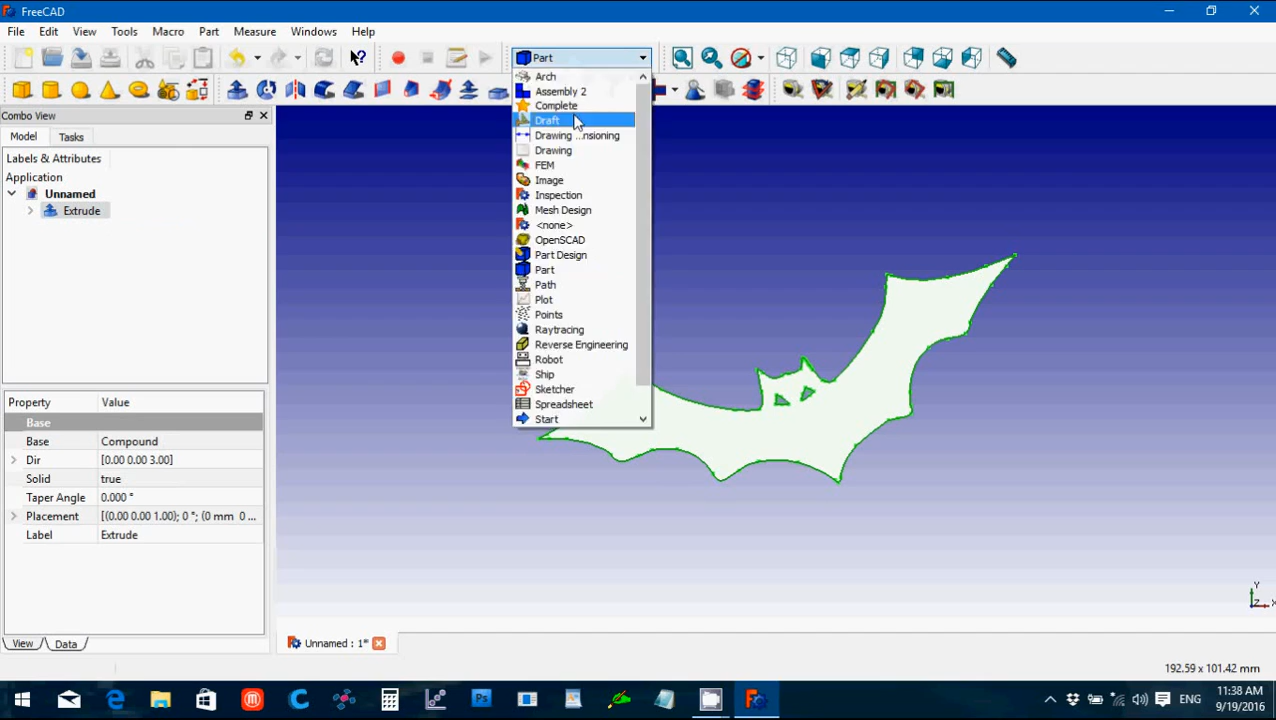 FreeCAD
File Edit View Tools Macro Part Measure Windows Help
Part
Arch
Assembly 2
Complete
Draft
Drawing ...nsioning
Drawing
FEM
Image
Inspection
Mesh Design
<none>
OpenSCAD
Part Design
Part
Path
Plot
Points
Raytracing
Reverse Engineering
Robot
Ship
Sketcher
Spreadsheet
Start
Combo View
Model Tasks
Labels & Attributes
Application
Unnamed
Extrude
Property Value
Base
Base Compound
Dir [0.00 0.00 3.00]
Solid true
Taper Angle 0.000 °
Placement [(0.00 0.00 1.00); 0 °; (0 mm 0 ...
Label Extrude
View Data
Unnamed : 1*
Y
Z X
192.59 x 101.42 mm
ENG
11:38 AM
9/19/2016